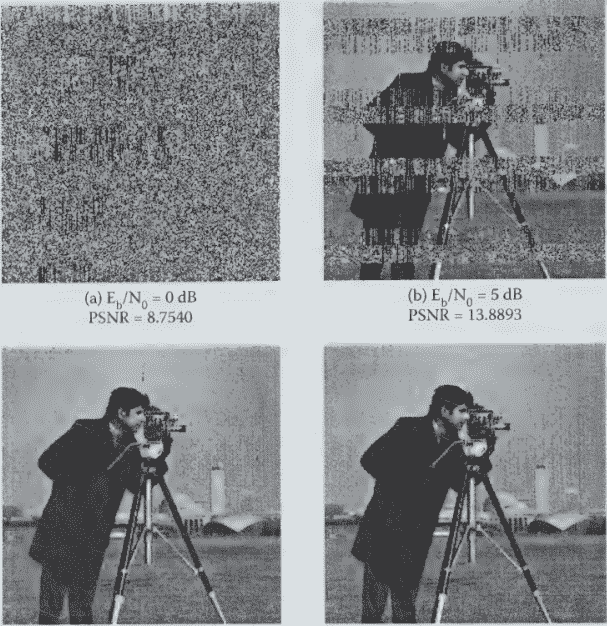 (a) E_b/N_0 = 0 dB
PSNR = 8.7540
(b) E_b/N_0 = 5 dB
PSNR = 13.8893